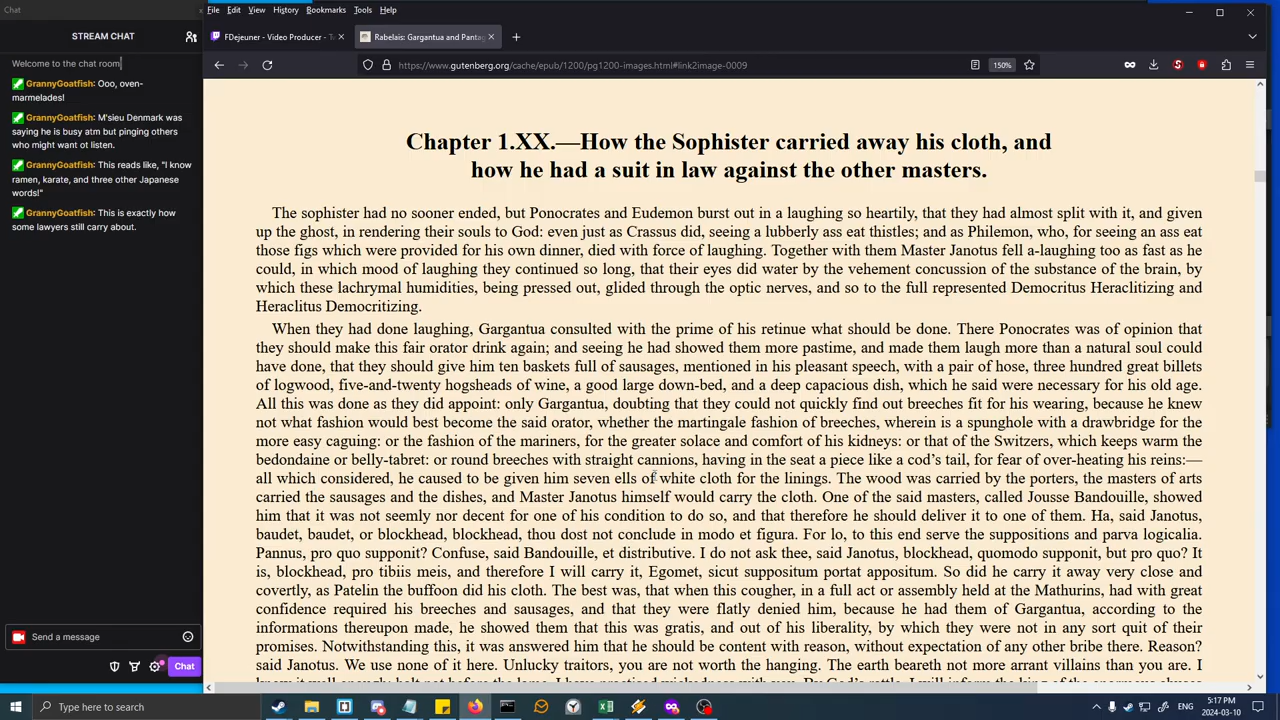 Chat
STREAM CHAT
Welcome to the chat room
GrannyGoatfish: Ooo, oven-
marmelades!
GrannyGoatfish: M'sieu Denmark was
saying he is busy atm but pinging others
who might want ot listen.
GrannyGoatfish: This reads like, "I know
ramen, karate, and three other Japanese
words!"
GrannyGoatfish: This is exactly how
some lawyers still carry about.
Send a message
Chat
File Edit View History Bookmarks Tools Help
FDejeuner - Video Producer - Tw
Rabelais: Gargantua and Pantag
https://www.gutenberg.org/cache/epub/1200/pg1200-images.html#link2image-0009
150%
Chapter 1.XX.—How the Sophister carried away his cloth, and
how he had a suit in law against the other masters.
The sophister had no sooner ended, but Ponocrates and Eudemon burst out in a laughing so heartily, that they had almost split with it, and given
up the ghost, in rendering their souls to God: even just as Crassus did, seeing a lubberly ass eat thistles; and as Philemon, who, for seeing an ass eat
those figs which were provided for his own dinner, died with force of laughing. Together with them Master Janotus fell a-laughing too as fast as he
could, in which mood of laughing they continued so long, that their eyes did water by the vehement concussion of the substance of the brain, by
which these lachrymal humidities, being pressed out, glided through the optic nerves, and so to the full represented Democritus Heraclitizing and
Heraclitus Democritizing.
When they had done laughing, Gargantua consulted with the prime of his retinue what should be done. There Ponocrates was of opinion that
they should make this fair orator drink again; and seeing he had showed them more pastime, and made them laugh more than a natural soul could
have done, that they should give him ten baskets full of sausages, mentioned in his pleasant speech, with a pair of hose, three hundred great billets
of logwood, five-and-twenty hogsheads of wine, a good large down-bed, and a deep capacious dish, which he said were necessary for his old age.
All this was done as they did appoint: only Gargantua, doubting that they could not quickly find out breeches fit for his wearing, because he knew
not what fashion would best become the said orator, whether the martingale fashion of breeches, wherein is a spunghole with a drawbridge for the
more easy caguing: or the fashion of the mariners, for the greater solace and comfort of his kidneys: or that of the Switzers, which keeps warm the
bedondaine or belly-tabret: or round breeches with straight cannions, having in the seat a piece like a cod's tail, for fear of over-heating his reins:—
all which considered, he caused to be given him seven ells of white cloth for the linings. The wood was carried by the porters, the masters of arts
carried the sausages and the dishes, and Master Janotus himself would carry the cloth. One of the said masters, called Jousse Bandouille, showed
him that it was not seemly nor decent for one of his condition to do so, and that therefore he should deliver it to one of them. Ha, said Janotus,
baudet, baudet, or blockhead, blockhead, thou dost not conclude in modo et figura. For lo, to this end serve the suppositions and parva logicalia.
Pannus, pro quo supponit? Confuse, said Bandouille, et distributive. I do not ask thee, said Janotus, blockhead, quomodo supponit, but pro quo? It
is, blockhead, pro tibiis meis, and therefore I will carry it, Egomet, sicut suppositum portat appositum. So did he carry it away very close and
covertly, as Patelin the buffoon did his cloth. The best was, that when this cougher, in a full act or assembly held at the Mathurins, had with great
confidence required his breeches and sausages, and that they were flatly denied him, because he had them of Gargantua, according to the
informations thereupon made, he showed them that this was gratis, and out of his liberality, by which they were not in any sort quit of their
promises. Notwithstanding this, it was answered him that he should be content with reason, without expectation of any other bribe there. Reason?
said Janotus. We use none of it here. Unlucky traitors, you are not worth the hanging. The earth beareth not more arrant villains than you are. I
Type here to search
ENG
5:17 PM
2024-03-10